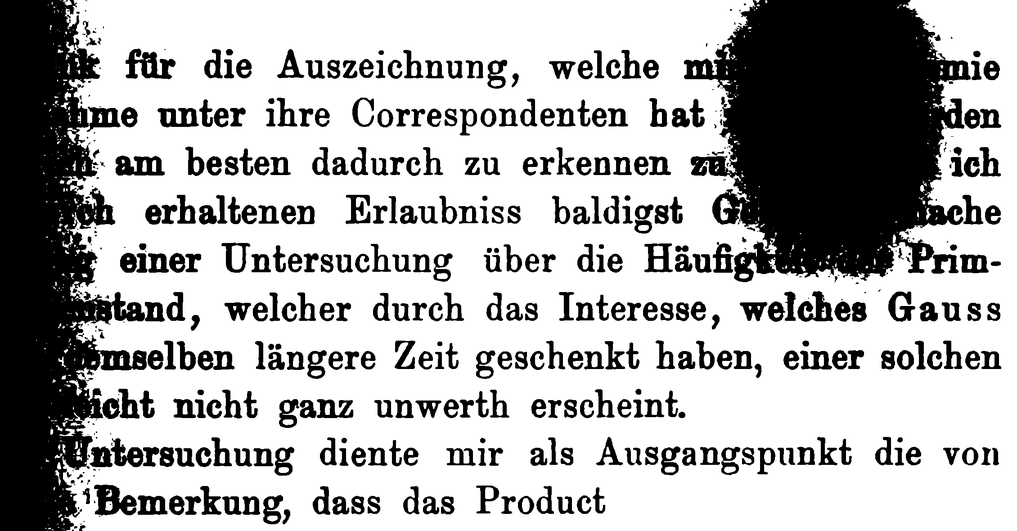 für die Auszeichnung, welche
unter ihre Correspondenten hat
am besten dadurch zu erkennen zu ich
erhaltenen Erlaubniss baldigst
einer Untersuchung über die Prim-
welcher durch das Interesse, welches Gauss
längere Zeit geschenkt haben, einer solchen
nicht ganz unwerth erscheint.
Untersuchung diente mir als Ausgangspunkt die von
Bemerkung, dass das Product